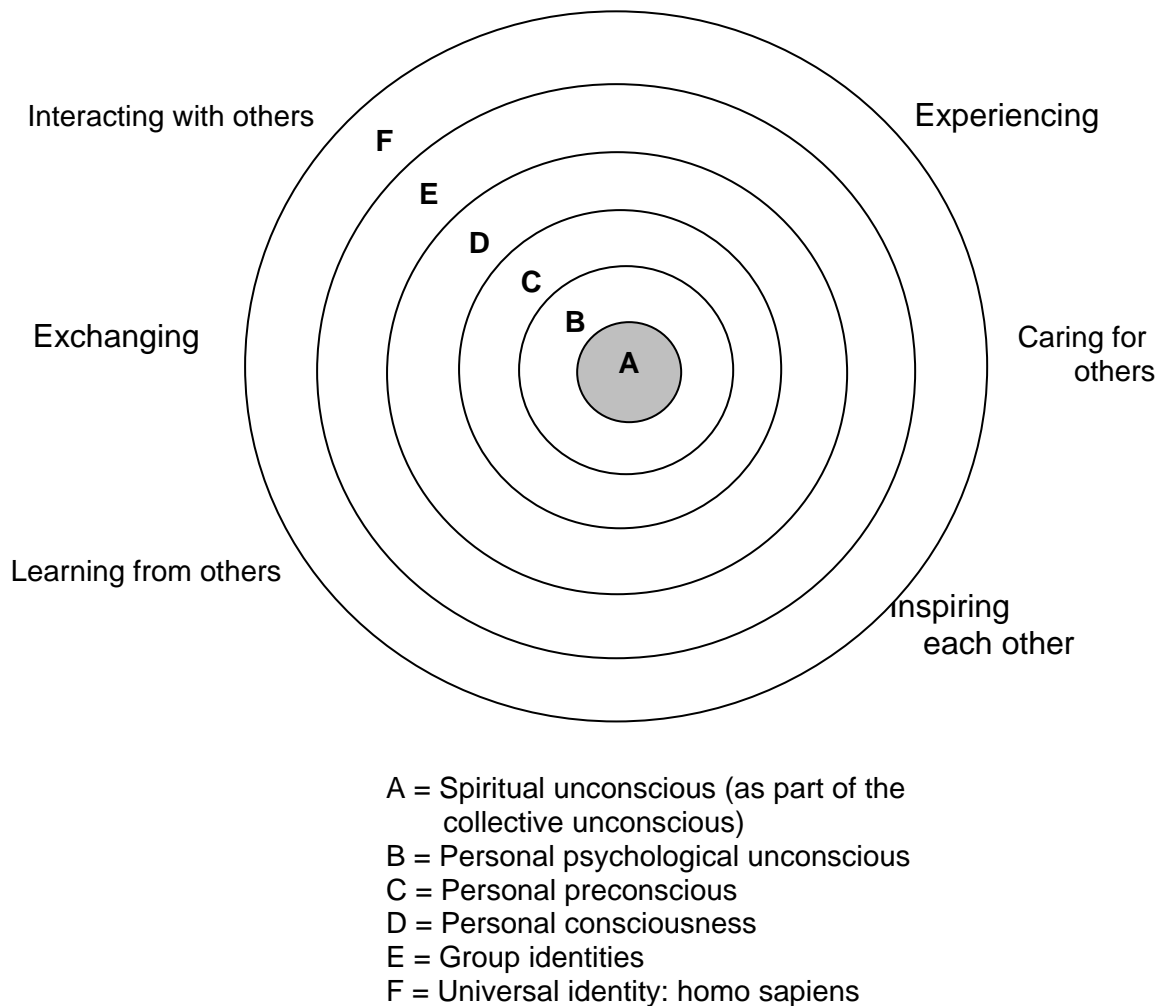 Interacting with others
Experiencing
F
E
D
C
B
A
Exchanging
Caring for
others
Learning from others
Inspiring
each other
A = Spiritual unconscious (as part of the
collective unconscious)
B = Personal psychological unconscious
C = Personal preconscious
D = Personal consciousness
E = Group identities
F = Universal identity: homo sapiens